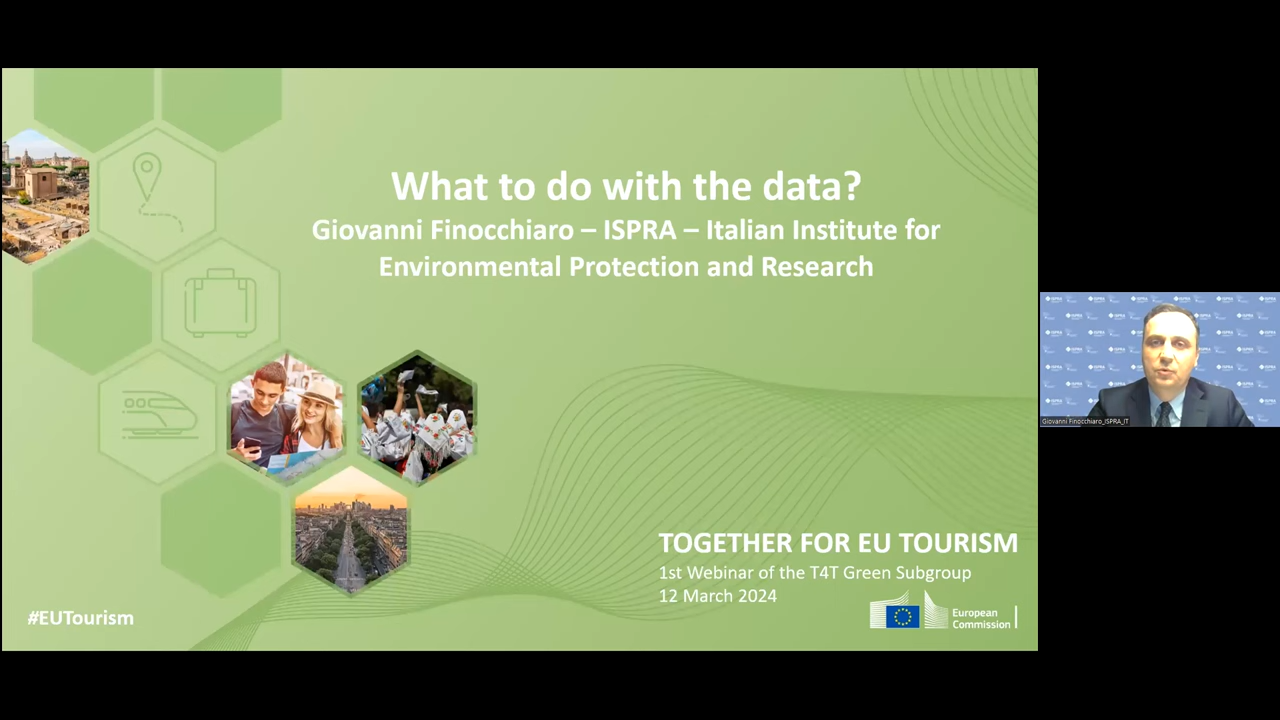 What to do with the data?
Giovanni Finocchiaro – ISPRA – Italian Institute for
Environmental Protection and Research
TOGETHER FOR EU TOURISM
1st Webinar of the T4T Green Subgroup
12 March 2024
#EUTourism
European
Commission
Giovanni Finocchiaro_ISPRA_IT
ISPRA